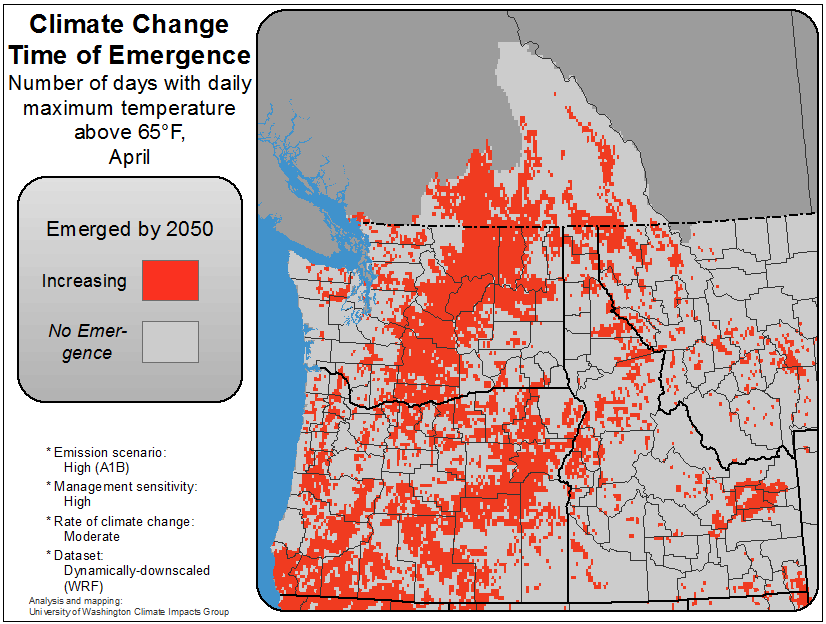 Climate Change
Time of Emergence
Number of days with daily
maximum temperature
above 65°F,
April
Emerged by 2050
Increasing
No Emer-
gence
* Emission scenario:
High (A1B)
* Management sensitivity:
High
* Rate of climate change:
Moderate
* Dataset:
Dynamically-downscaled
(WRF)
Analysis and mapping:
University of Washington Climate Impacts Group